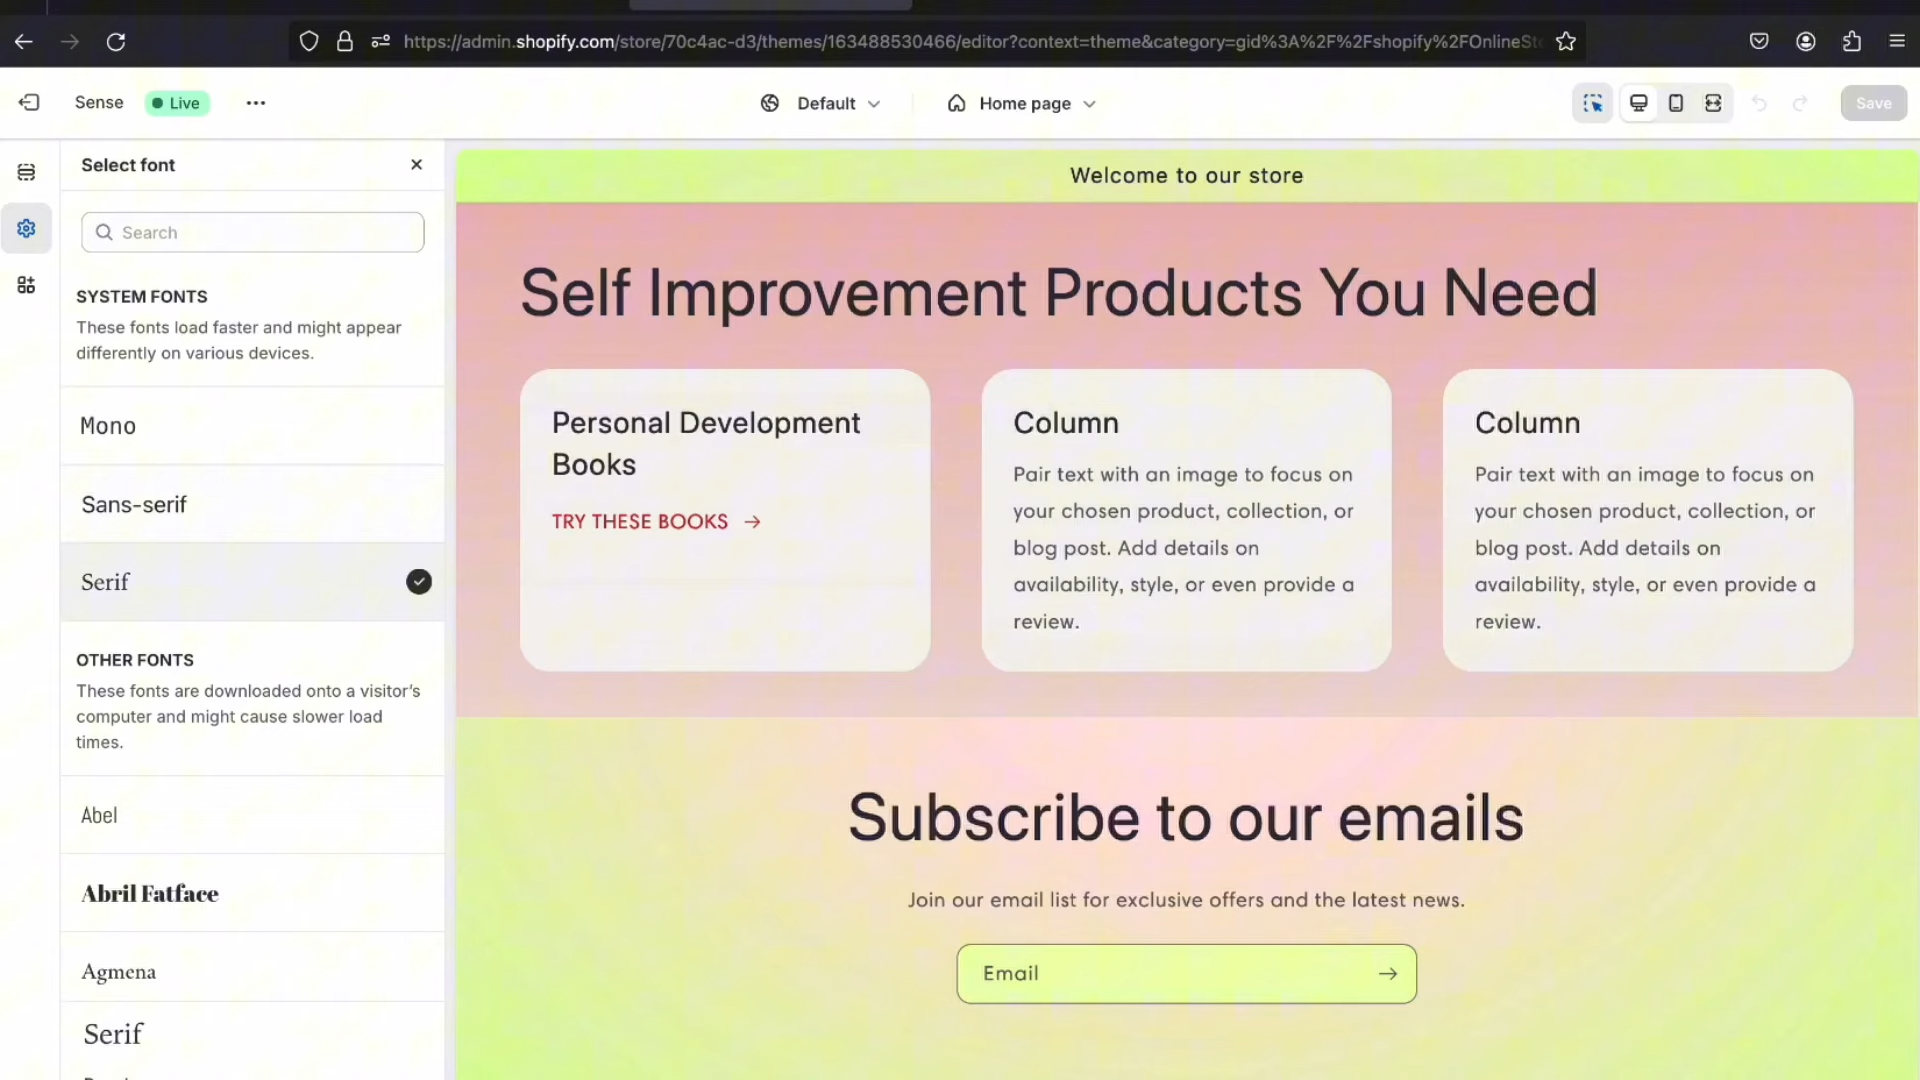 https://admin.shopify.com/store/70c4ac-d3/themes/163488530466/editor?context=theme&category=gid%3A%2F%2Fshopify%2FOnlineSt
Sense
Live
Default
Home page
Save
Select font
Search
SYSTEM FONTS
These fonts load faster and might appear
differently on various devices.
Mono
Sans-serif
Serif
OTHER FONTS
These fonts are downloaded onto a visitor's
computer and might cause slower load
times.
Abel
Abril Fatface
Agmena
Serif
Welcome to our store
Self Improvement Products You Need
Personal Development
Books
TRY THESE BOOKS
Column
Pair text with an image to focus on
your chosen product, collection, or
blog post. Add details on
availability, style, or even provide a
review.
Column
Pair text with an image to focus on
your chosen product, collection, or
blog post. Add details on
availability, style, or even provide a
review.
Subscribe to our emails
Join our email list for exclusive offers and the latest news.
Email